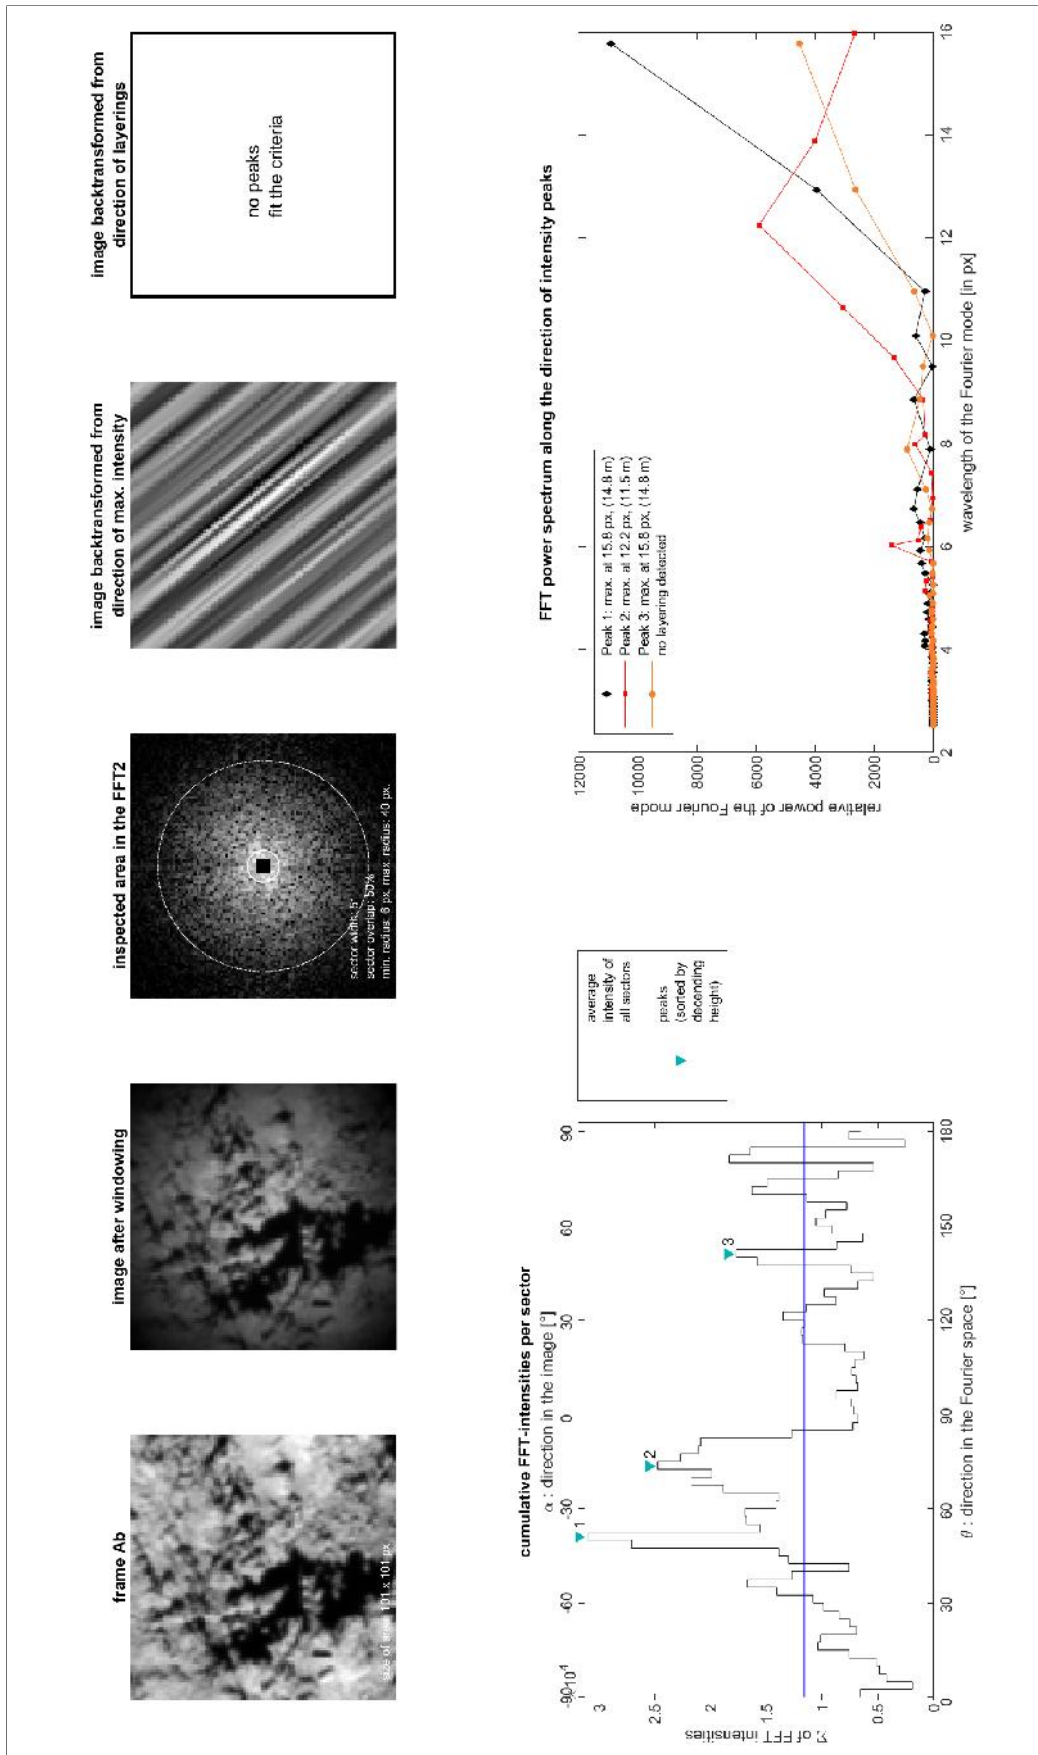 frame Ab
size of area 101 x 101 px
image after windowing
inspected area in the FFT2
sector width: 5°
sector overlap: 50%
min. radius: 6 px, max. radius: 40 px.
image backtransformed from
direction of max. intensity
image backtransformed from
direction of layerings
no peaks
fit the criteria
cumulative FFT-intensities per sector
α : direction in the image [°]
-90 -60 -30 0 30 60 90
10⁴
3
2.5
2
1.5
1
0.5
0
Σ of FFT intensities
1
2
3
0 30 60 90 120 150 180
θ : direction in the Fourier space [°]
average
intensity of
all sectors
peaks
(sorted by
decending
height)
FFT power spectrum along the direction of intensity peaks
12000
10000
8000
6000
4000
2000
0
relative power of the Fourier mode
Peak 1: max. at 15.8 px, (14.8 m)
Peak 2: max. at 12.2 px, (11.5 m)
Peak 3: max. at 15.8 px, (14.8 m)
no layering detected
2 4 6 8 10 12 14 16
wavelength of the Fourier mode [in px]